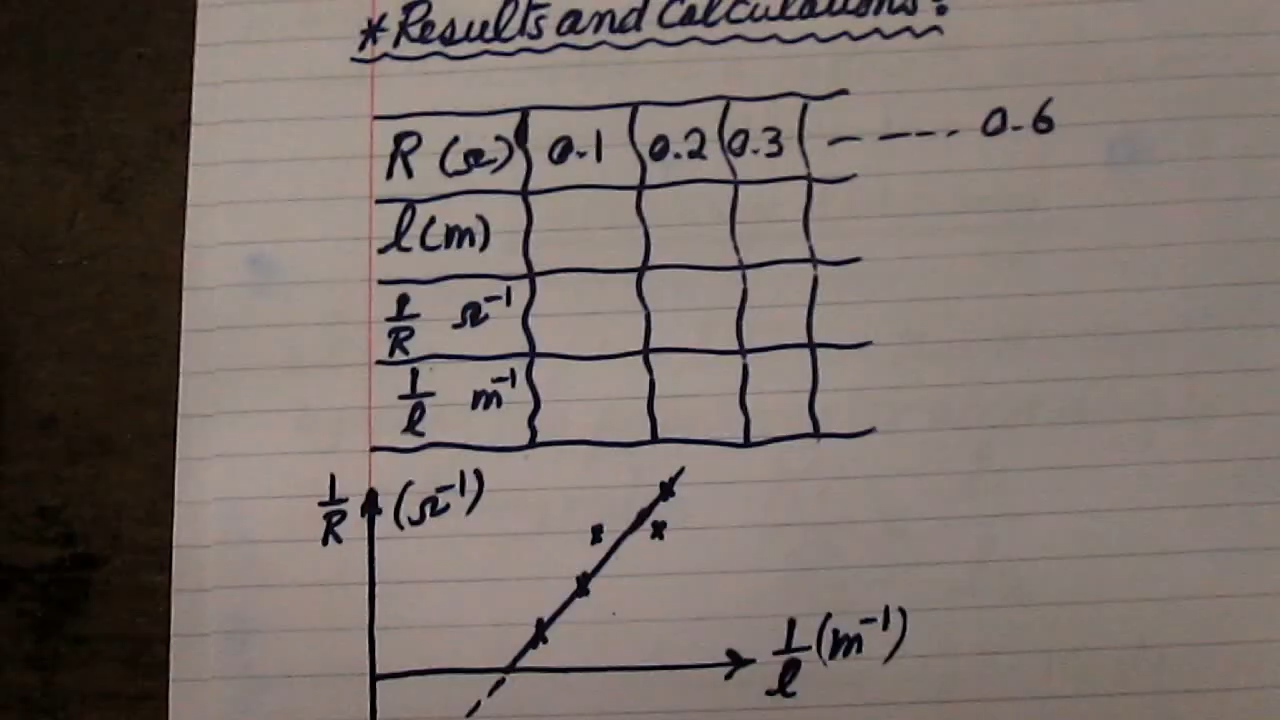 *Results and Calculations:
R (Ω) 0.1 0.2 0.3 ----- 0.6
l (m)
1/R Ω⁻¹
1/l m⁻¹
1/R (Ω⁻¹)
1/l (m⁻¹)